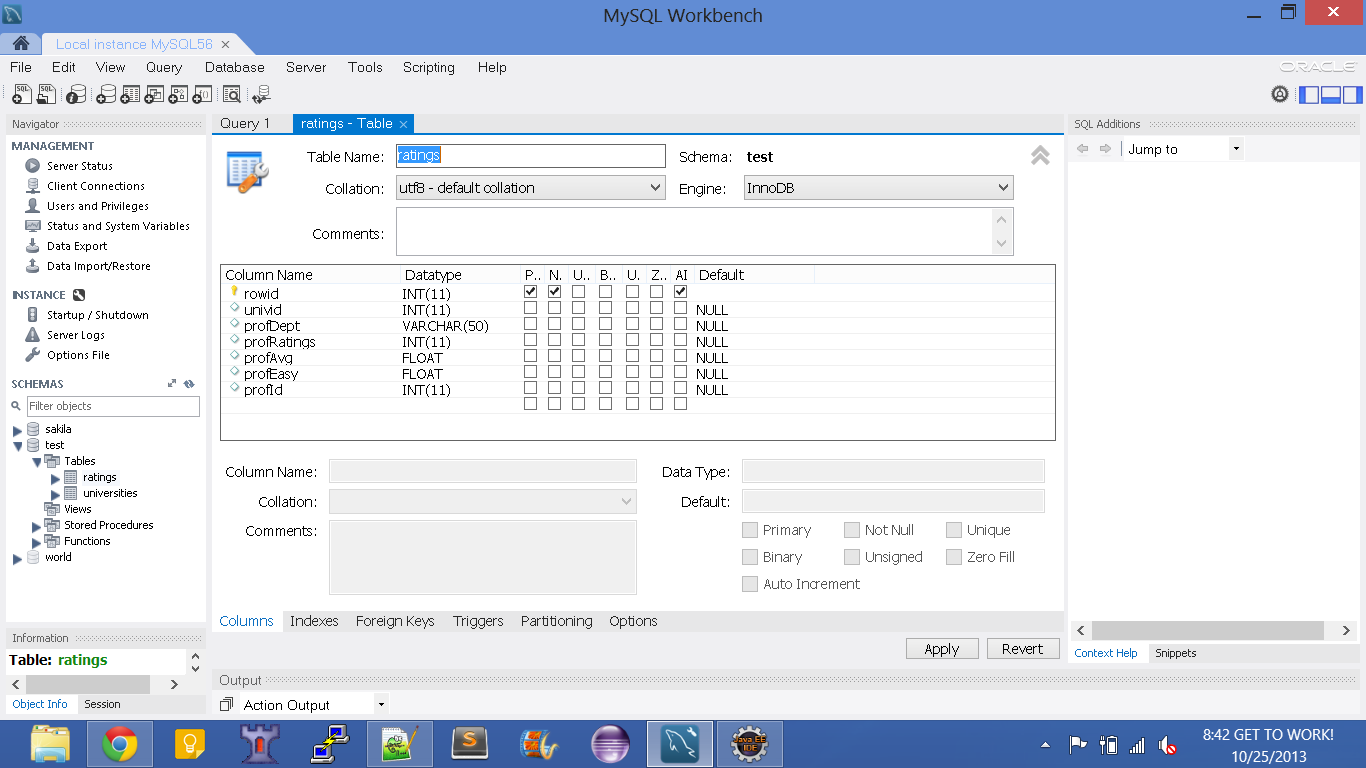 MySQL Workbench
Local instance MySQL56
File Edit View Query Database Server Tools Scripting Help
ORACLE
Navigator
MANAGEMENT
Server Status
Client Connections
Users and Privileges
Status and System Variables
Data Export
Data Import/Restore
INSTANCE
Startup / Shutdown
Server Logs
Options File
SCHEMAS
Filter objects
sakila
test
Tables
ratings
universities
Views
Stored Procedures
Functions
world
Information
Table: ratings
Object Info Session
Query 1 ratings - Table
Table Name: ratings Schema: test
Collation: utf8 - default collation Engine: InnoDB
Comments:
Column Name Datatype P.. N. U.. B.. U. Z.. AI Default
rowid INT(11)
univid INT(11) NULL
profDept VARCHAR(50) NULL
profRatings INT(11) NULL
profAvg FLOAT NULL
profEasy FLOAT NULL
profId INT(11) NULL
Column Name: Data Type:
Collation: Default:
Comments: Primary Not Null Unique
Binary Unsigned Zero Fill
Auto Increment
Columns Indexes Foreign Keys Triggers Partitioning Options
Apply Revert
Output
Action Output
SQL Additions
Jump to
Context Help Snippets
8:42 GET TO WORK!
10/25/2013